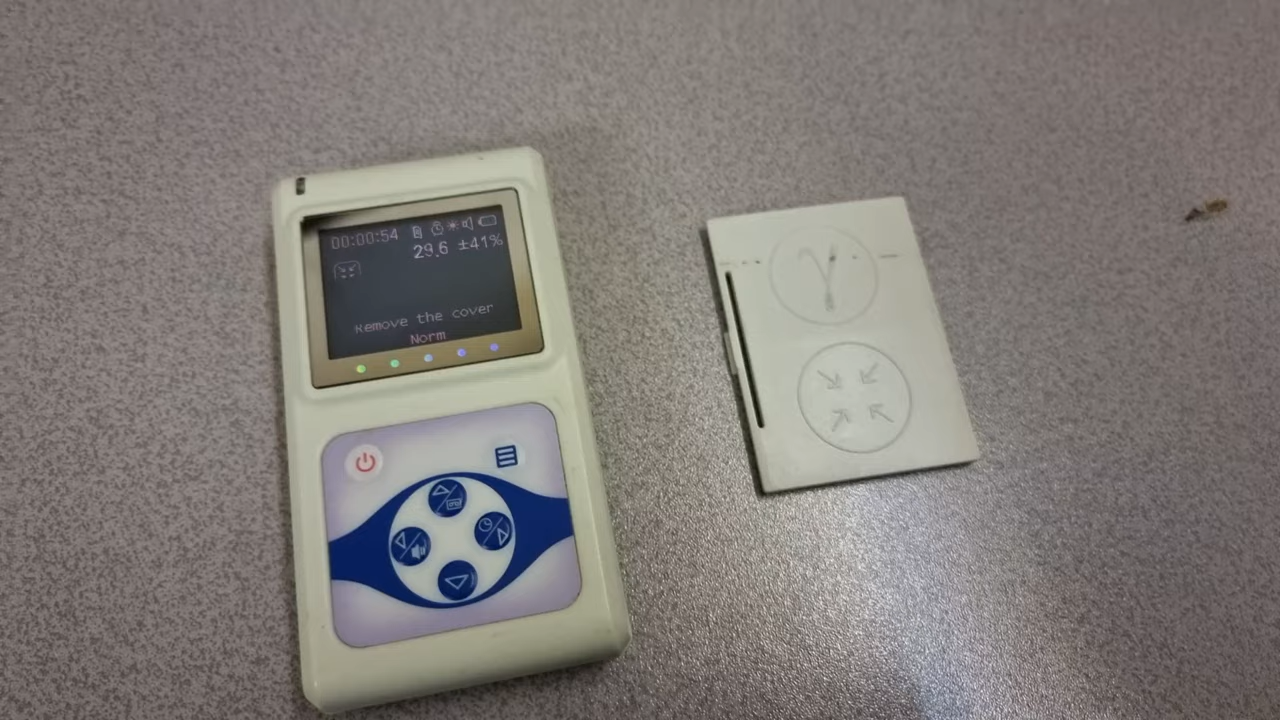 00:00:54
29.6 ±41%
Remove the cover
Norm
γ